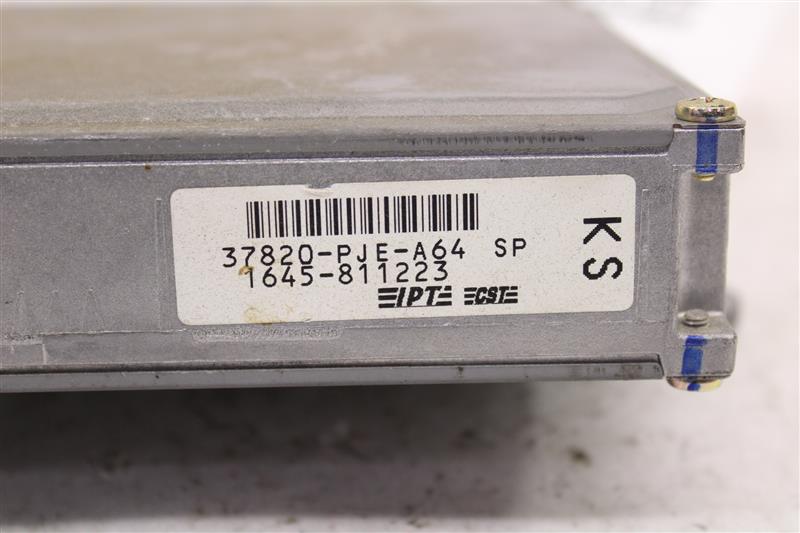 37820-PJE-A64 SP
1645-811223
IPT CST
KS